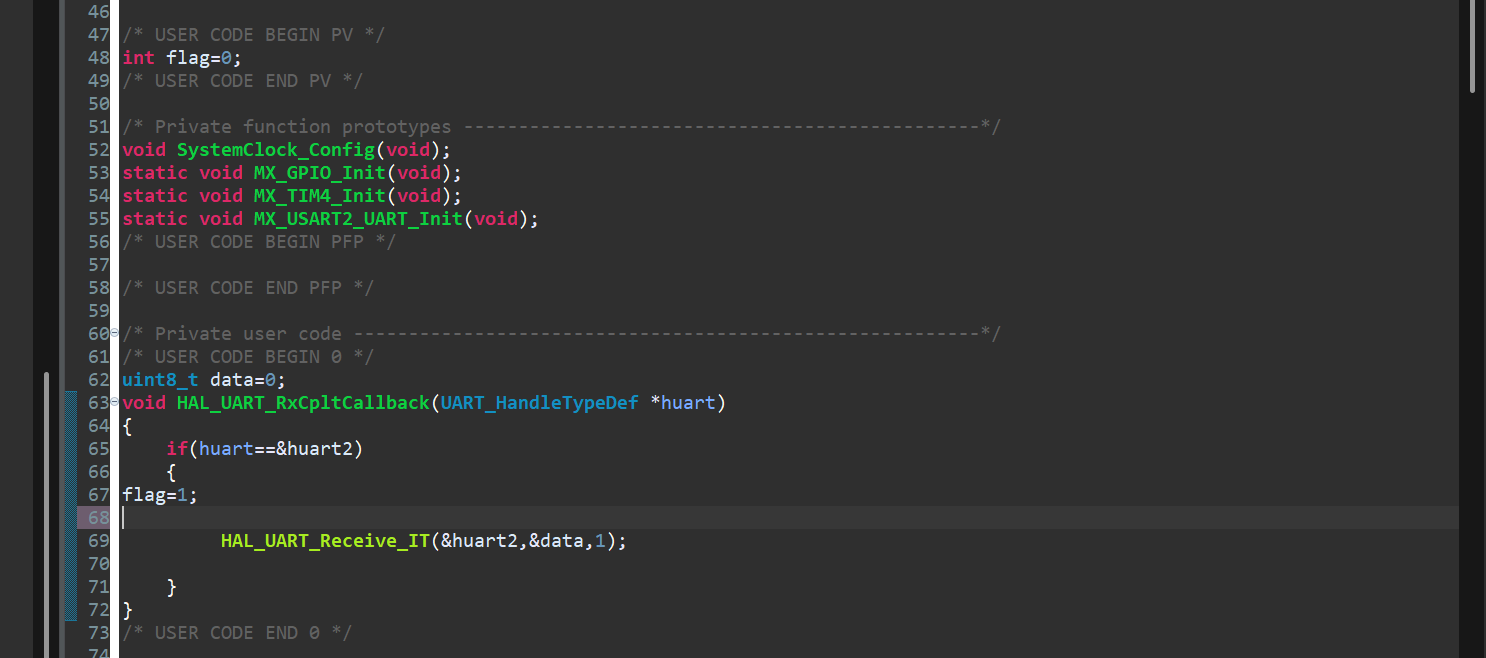 46
47 /* USER CODE BEGIN PV */
48 int flag=0;
49 /* USER CODE END PV */
50
51 /* Private function prototypes -----------------------------------------------*/
52 void SystemClock_Config(void);
53 static void MX_GPIO_Init(void);
54 static void MX_TIM4_Init(void);
55 static void MX_USART2_UART_Init(void);
56 /* USER CODE BEGIN PFP */
57
58 /* USER CODE END PFP */
59
60 /* Private user code ---------------------------------------------------------*/
61 /* USER CODE BEGIN 0 */
62 uint8_t data=0;
63 void HAL_UART_RxCpltCallback(UART_HandleTypeDef *huart)
64 {
65     if(huart==&huart2)
66     {
67 flag=1;
68
69          HAL_UART_Receive_IT(&huart2,&data,1);
70
71     }
72 }
73 /* USER CODE END 0 */
74